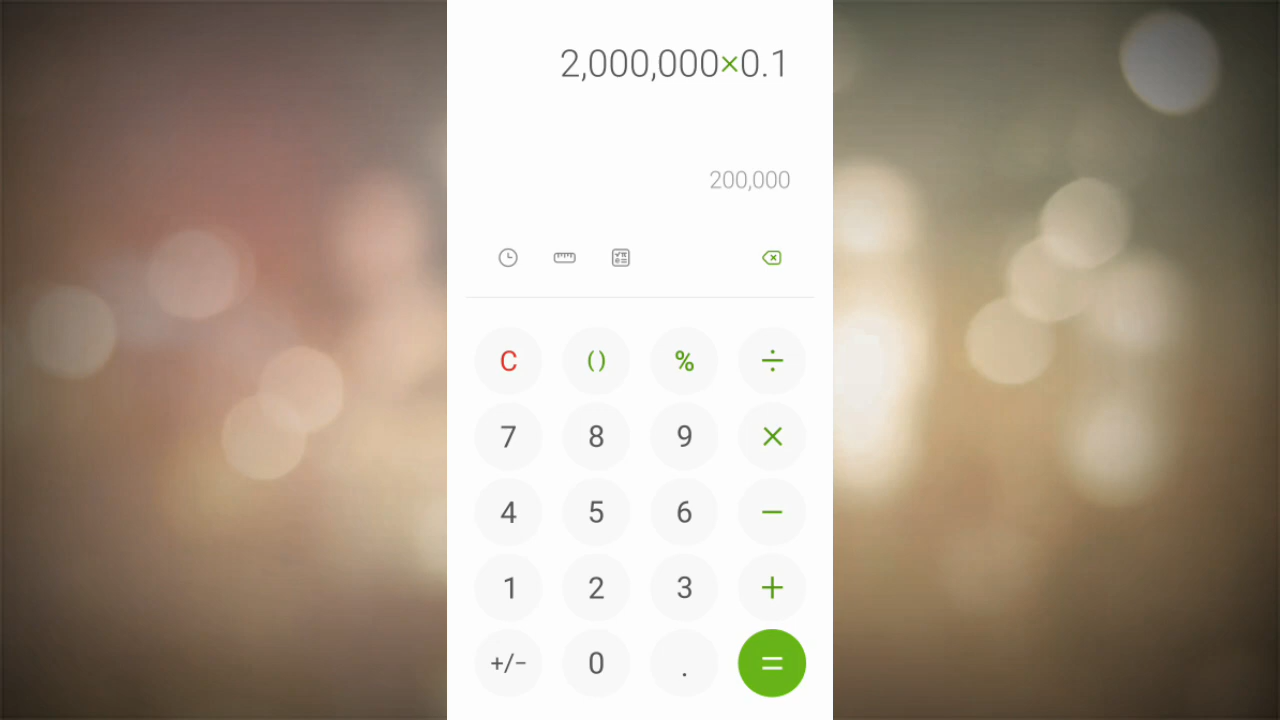 2,000,000×0.1
200,000
C () % ÷
7 8 9 ×
4 5 6 −
1 2 3 +
+/− 0 . =